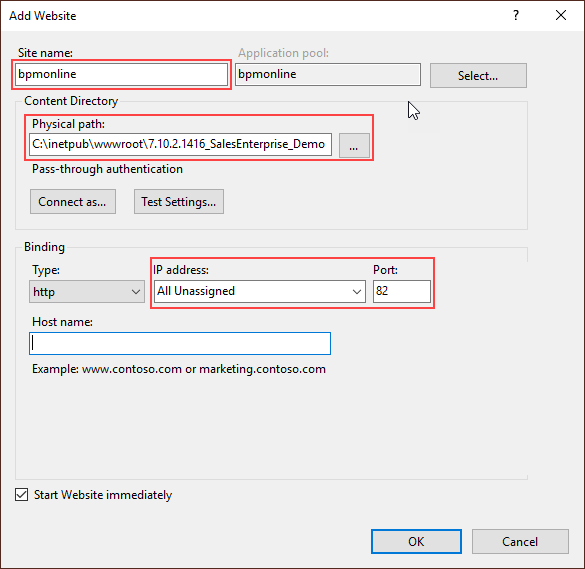 Add Website
?
Site name:
Application pool:
bpmonline
bpmonline
Select...
Content Directory
Physical path:
C:\inetpub\wwwroot\7.10.2.1416_SalesEnterprise_Demo
...
Pass-through authentication
Connect as...
Test Settings...
Binding
Type:
IP address:
Port:
http
All Unassigned
82
Host name:
Example: www.contoso.com or marketing.contoso.com
Start Website immediately
OK
Cancel